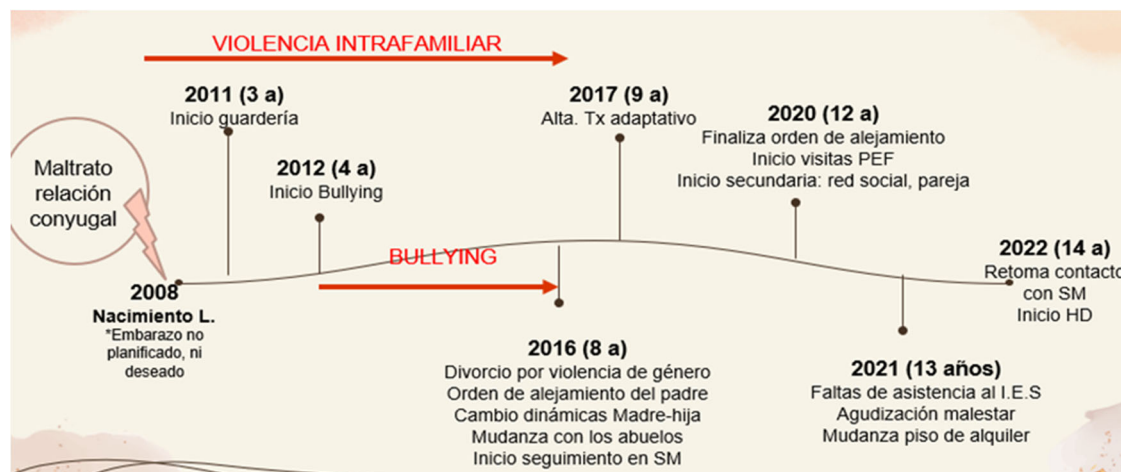 VIOLENCIA INTRAFAMILIAR
Maltrato
relación
conyugal
2008
Nacimiento L.
*Embarazo no
planificado, ni
deseado
2011 (3 a)
Inicio guardería
2012 (4 a)
Inicio Bullying
BULLYING
2016 (8 a)
Divorcio por violencia de género
Orden de alejamiento del padre
Cambio dinámicas Madre-hija
Mudanza con los abuelos
Inicio seguimiento en SM
2017 (9 a)
Alta. Tx adaptativo
2020 (12 a)
Finaliza orden de alejamiento
Inicio visitas PEF
Inicio secundaria: red social, pareja
2021 (13 años)
Faltas de asistencia al I.E.S
Agudización malestar
Mudanza piso de alquiler
2022 (14 a)
Retoma contacto
con SM
Inicio HD